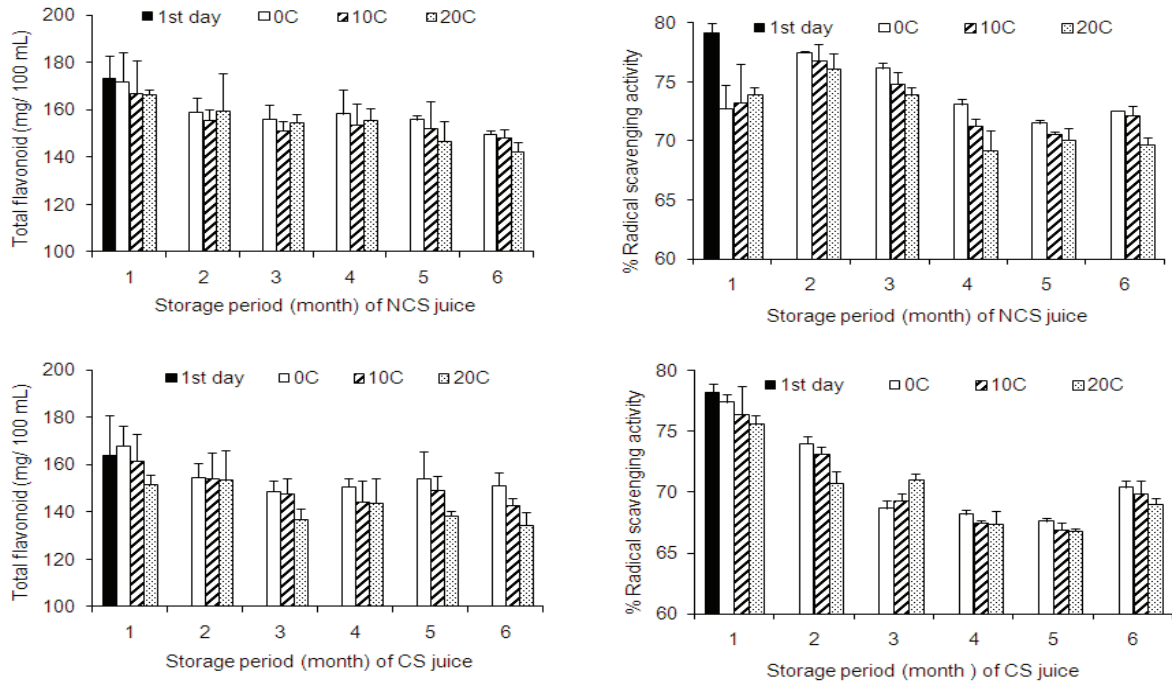 Total flavonoid (mg/ 100 mL)
200
180
160
140
120
100
1st day 0C 10C 20C
1 2 3 4 5 6
Storage period (month) of NCS juice
% Radical scavenging activity
80
75
70
65
60
1st day 0C 10C 20C
1 2 3 4 5 6
Storage period (month) of NCS juice
Total flavonoid (mg/ 100 mL)
200
180
160
140
120
100
1st day 0C 10C 20C
1 2 3 4 5 6
Storage period (month) of CS juice
% Radical scavenging activity
80
75
70
65
60
1st day 0C 10C 20C
1 2 3 4 5 6
Storage period (month ) of CS juice